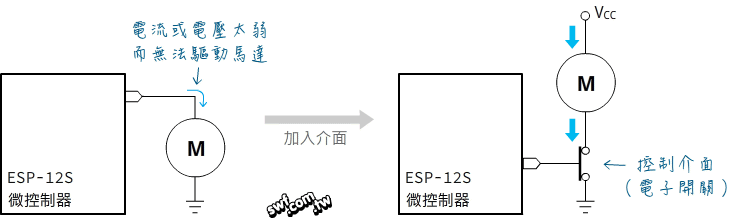 電流或電壓太弱
而無法驅動馬達
M
ESP-12S
微控制器
加入介面
swf.com.tw
Vcc
M
ESP-12S
微控制器
控制介面
(電子開關)